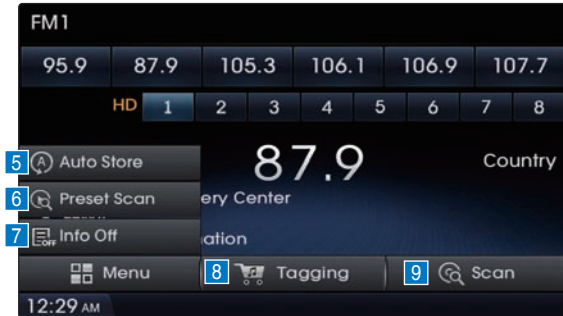 FM1
95.9 87.9 105.3 106.1 106.9 107.7
HD 1 2 3 4 5 6 7 8
5 Auto Store 87.9 Country
6 Preset Scan ery Center
7 Info Off ation
Menu 8 Tagging 9 Scan
12:29 AM